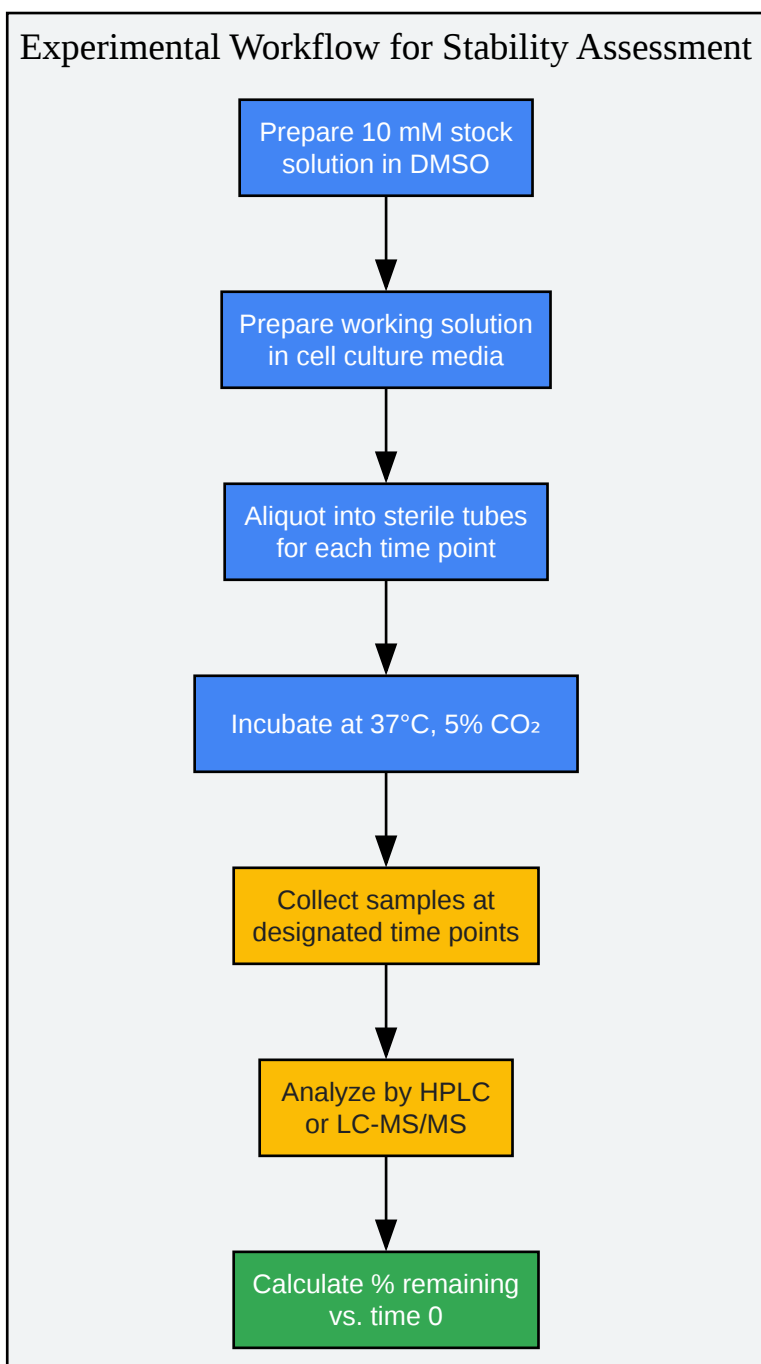 Experimental Workflow for Stability Assessment
Prepare 10 mM stock
solution in DMSO
Prepare working solution
in cell culture media
Aliquot into sterile tubes
for each time point
Incubate at 37°C, 5% CO₂
Collect samples at
designated time points
Analyze by HPLC
or LC-MS/MS
Calculate % remaining
vs. time 0